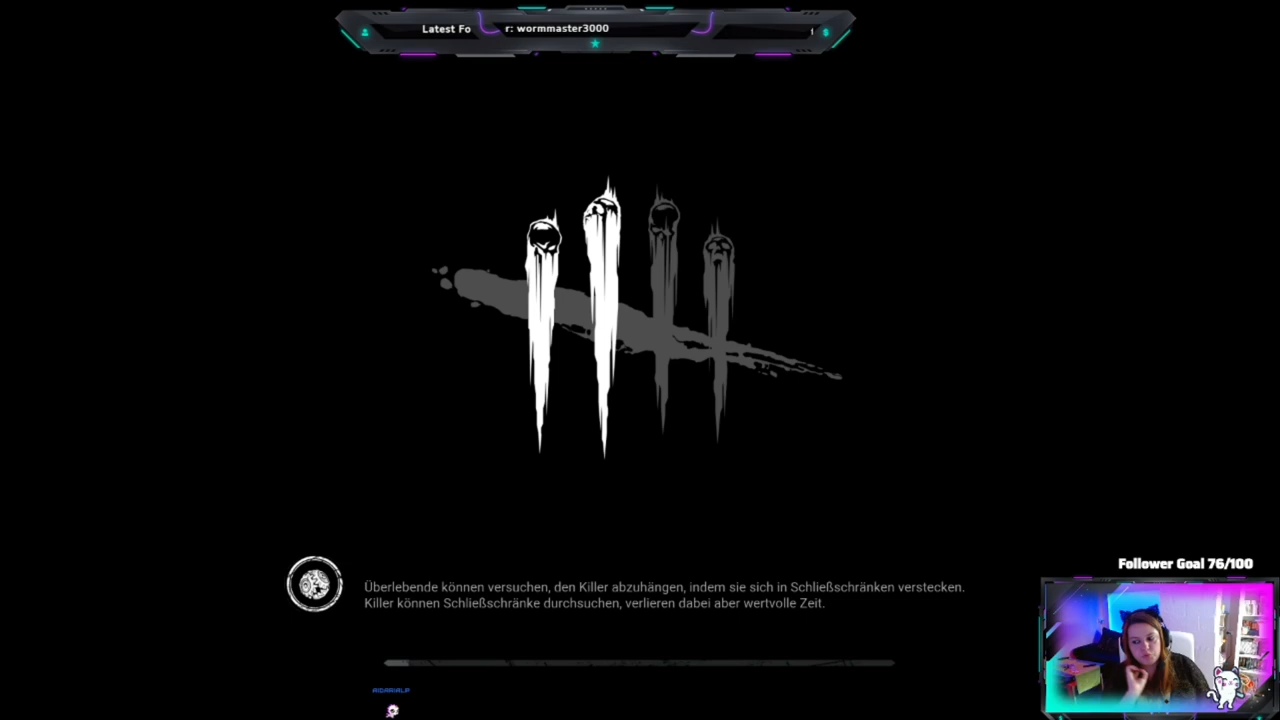 Latest Fo
r: wormmaster3000
Überlebende können versuchen, den Killer abzuhängen, indem sie sich in Schließschränken verstecken.
Killer können Schließschränke durchsuchen, verlieren dabei aber wertvolle Zeit.
Follower Goal 76/100